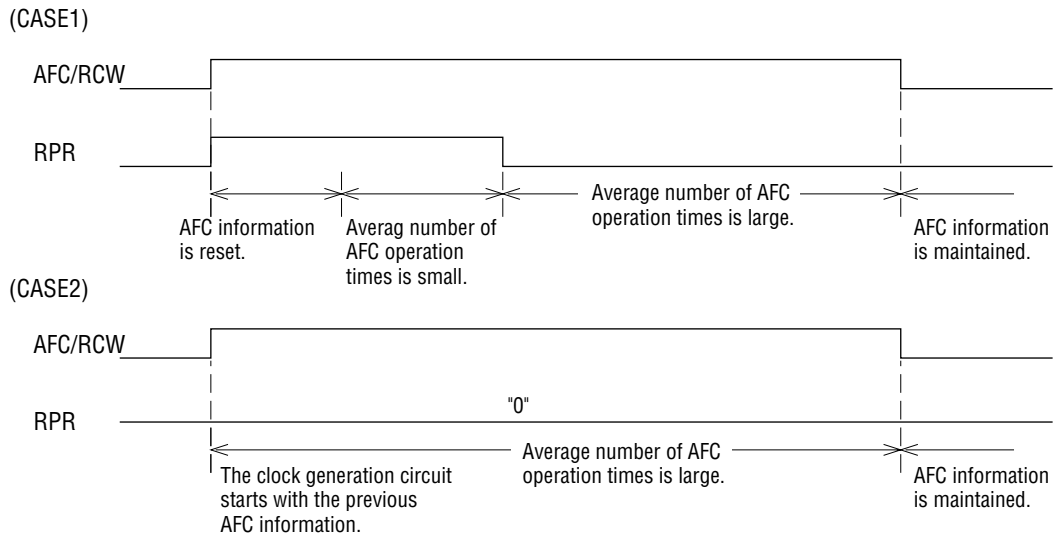 (CASE1)
AFC/RCW
RPR
AFC information
is reset.
Averag number of
AFC operation
times is small.
Average number of AFC
operation times is large.
AFC information
is maintained.
(CASE2)
AFC/RCW
RPR
"0"
The clock generation circuit
starts with the previous
AFC information.
Average number of AFC
operation times is large.
AFC information
is maintained.